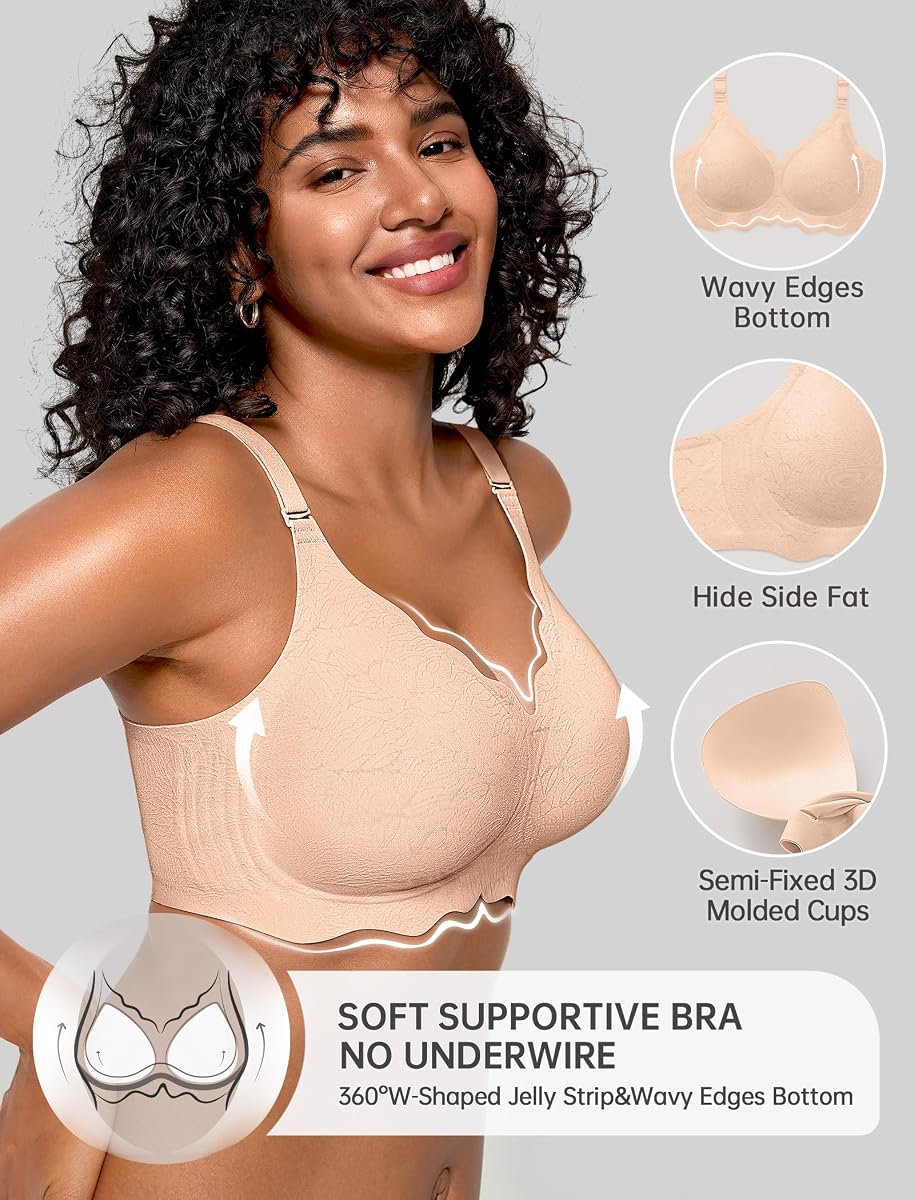 Wavy Edges
Bottom
Hide Side Fat
Semi-Fixed 3D
Molded Cups
SOFT SUPPORTIVE BRA
NO UNDERWIRE
360°W-Shaped Jelly Strip&Wavy Edges Bottom